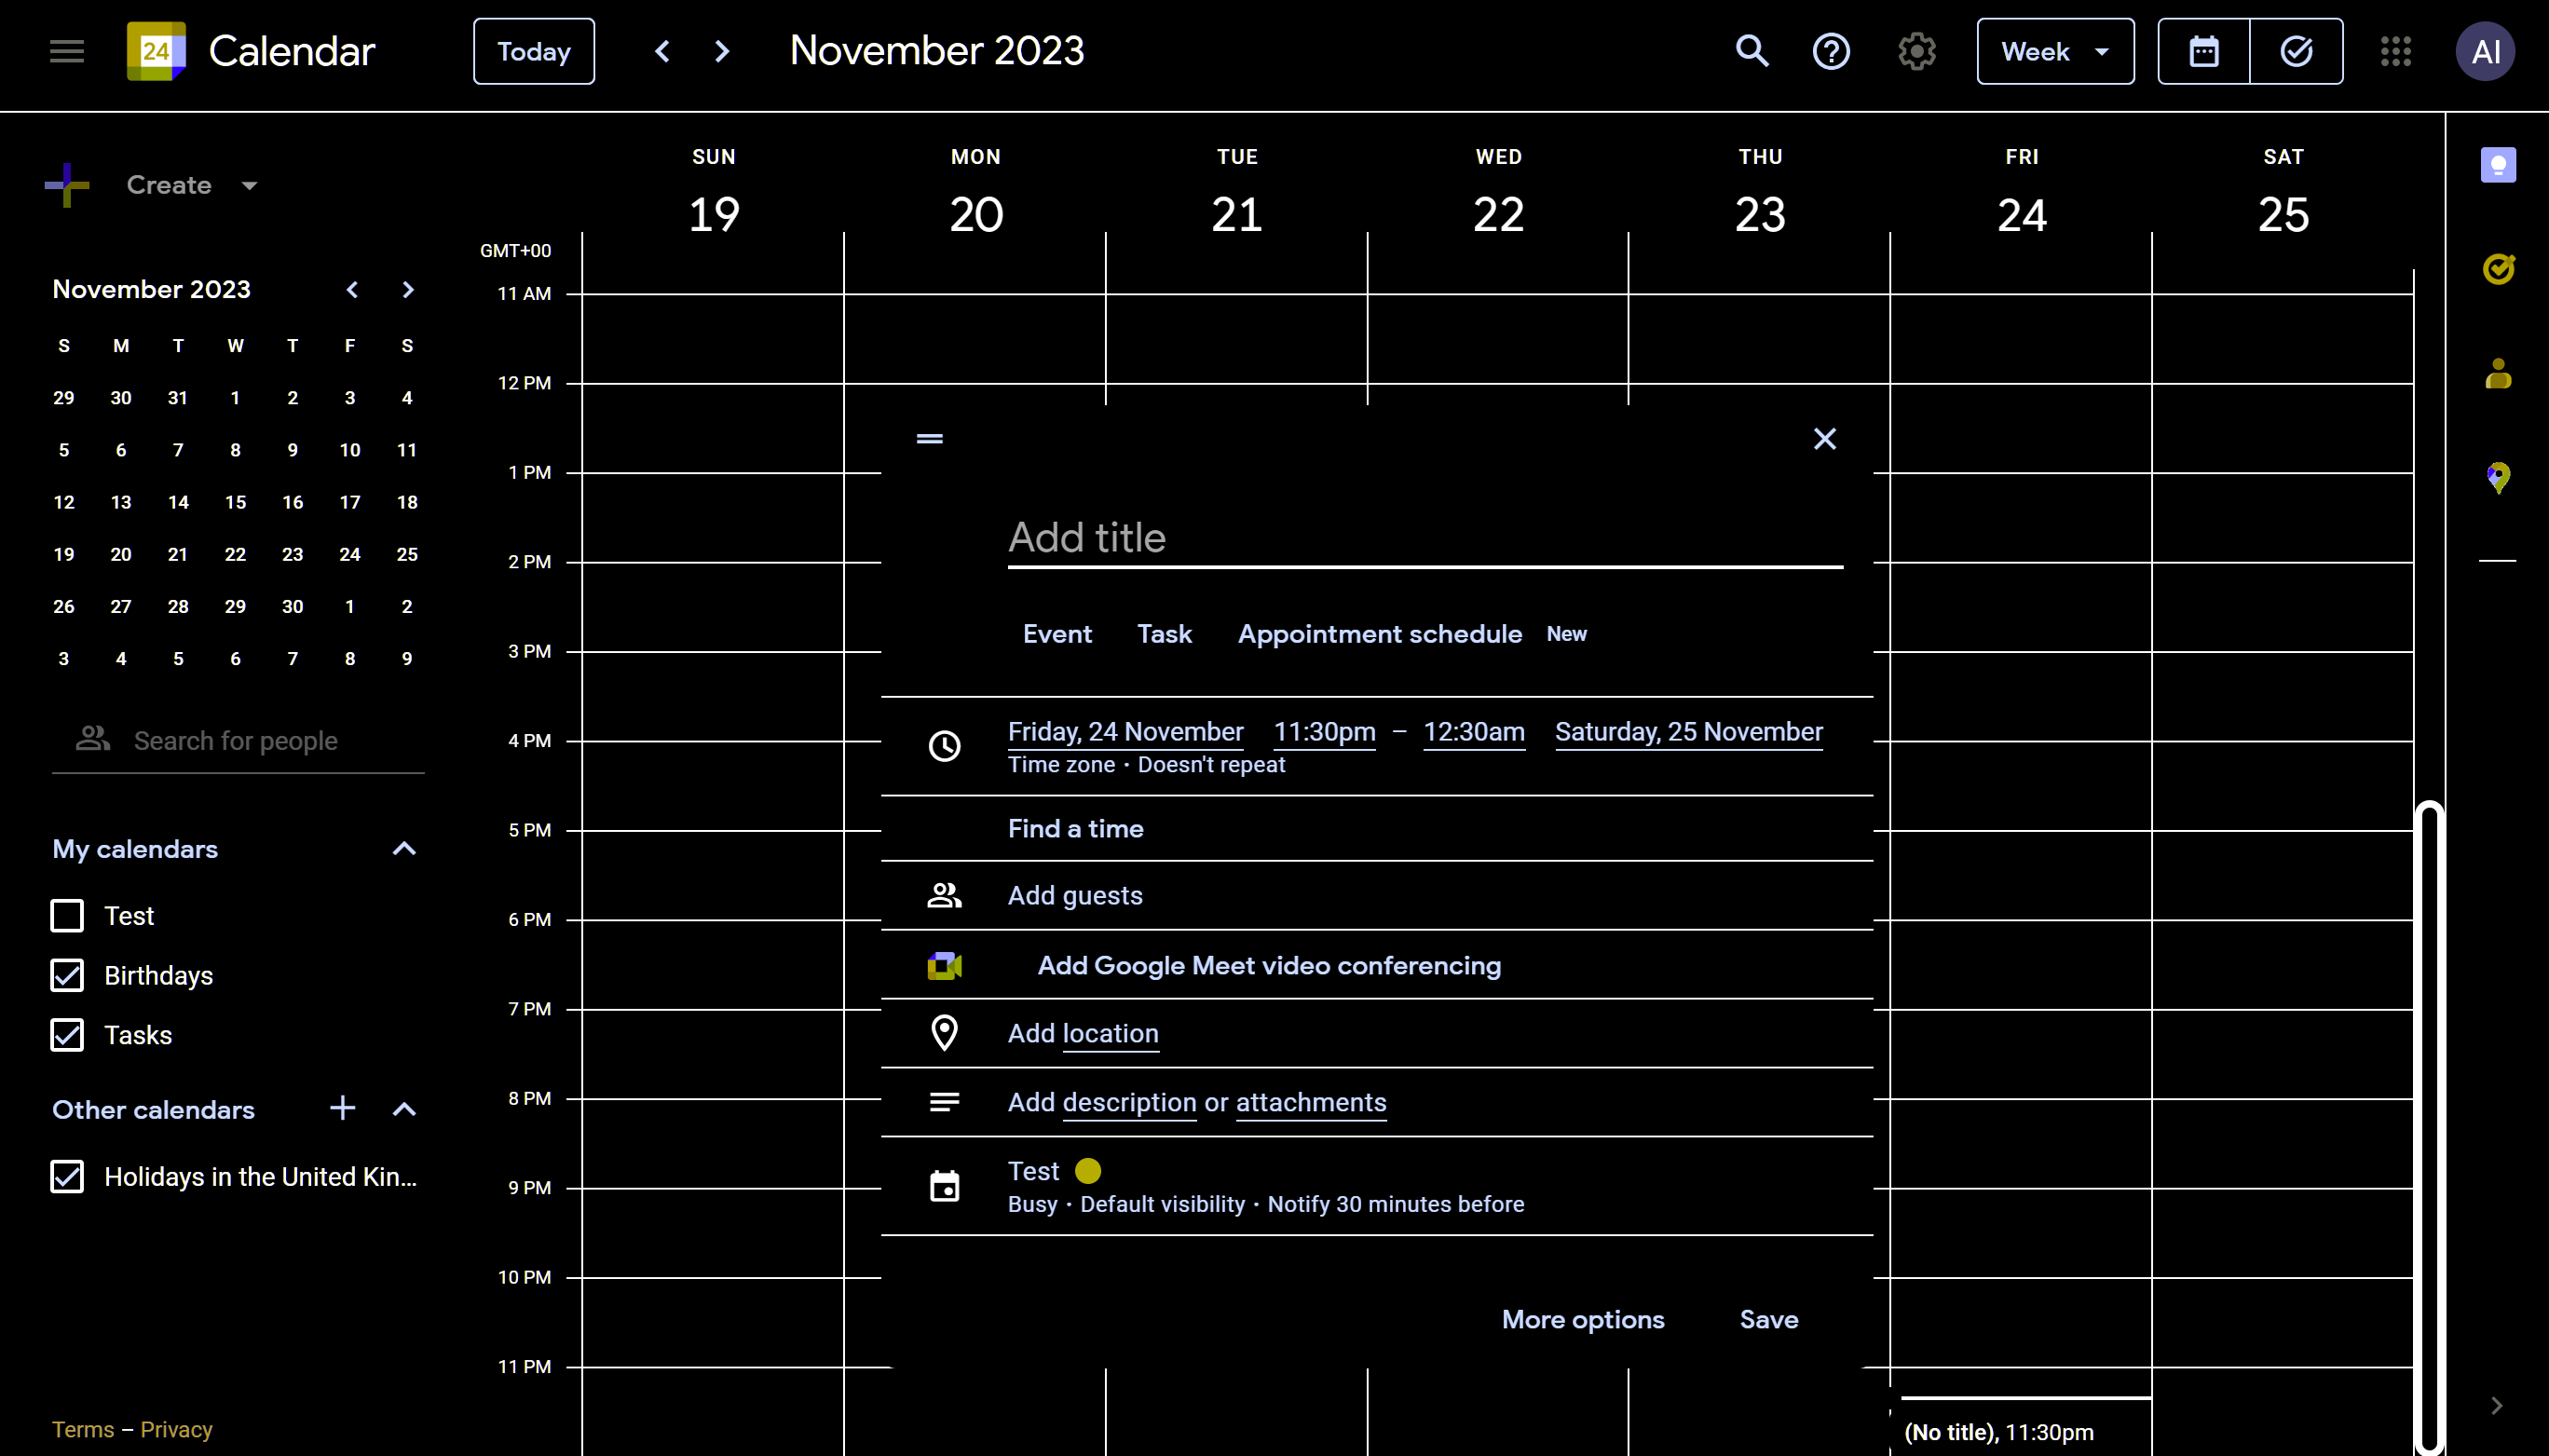 24 Calendar Today November 2023 Week AI
Create
November 2023
S M T W T F S
29 30 31 1 2 3 4
5 6 7 8 9 10 11
12 13 14 15 16 17 18
19 20 21 22 23 24 25
26 27 28 29 30 1 2
3 4 5 6 7 8 9
Search for people
My calendars
Test
Birthdays
Tasks
Other calendars
Holidays in the United Kin...
Terms – Privacy
SUN MON TUE WED THU FRI SAT
19 20 21 22 23 24 25
GMT+00
11 AM
12 PM
1 PM
2 PM
3 PM
4 PM
5 PM
6 PM
7 PM
8 PM
9 PM
10 PM
11 PM
Add title
Event Task Appointment schedule New
Friday, 24 November 11:30pm – 12:30am Saturday, 25 November
Time zone • Doesn't repeat
Find a time
Add guests
Add Google Meet video conferencing
Add location
Add description or attachments
Test
Busy • Default visibility • Notify 30 minutes before
More options Save
(No title), 11:30pm